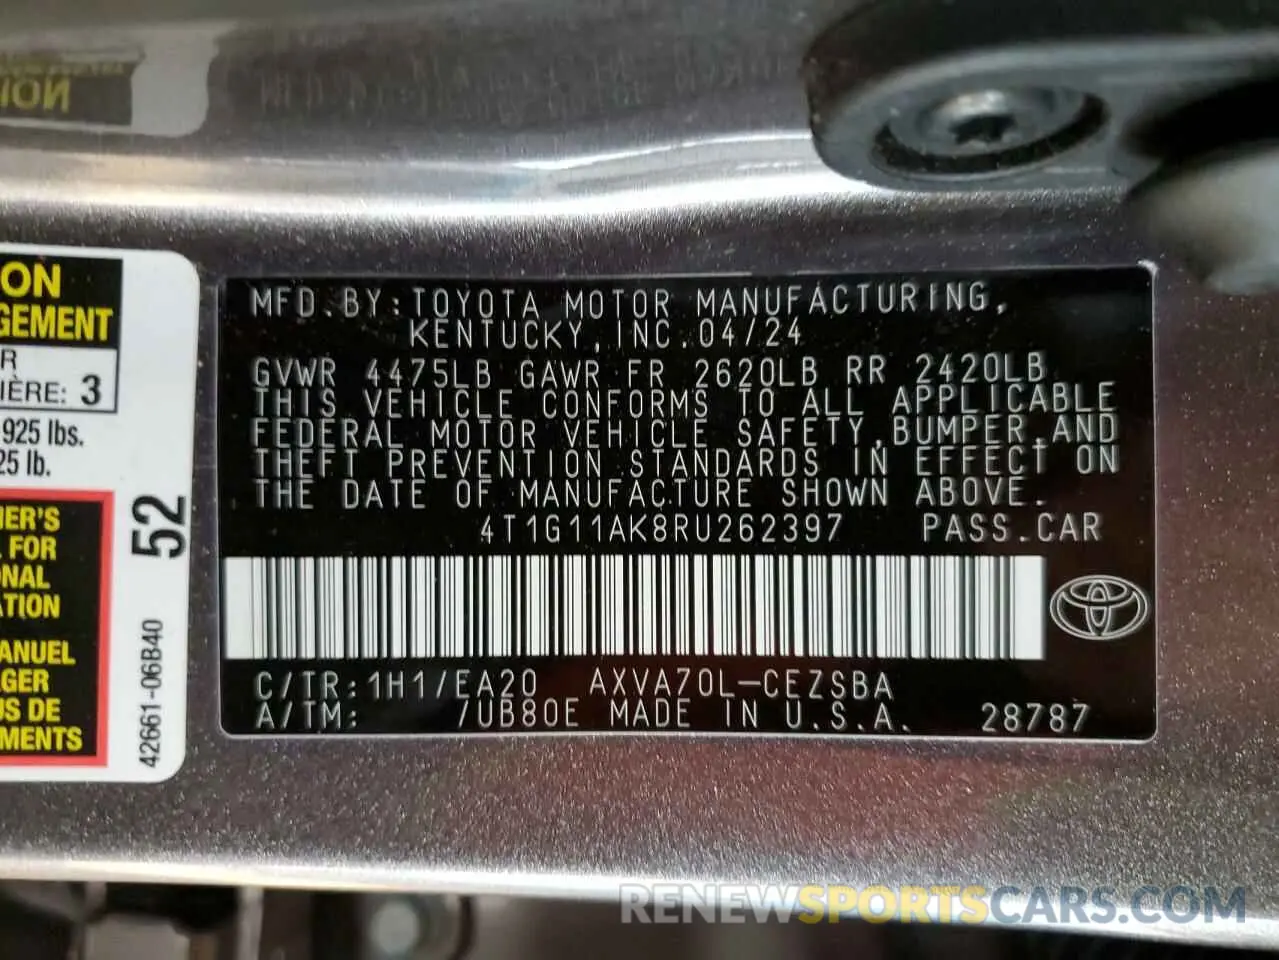 ON
GEMENT
R
IÈRE: 3
925 lbs.
25 lb.
ER'S
FOR
ONAL
TION
ANUEL
GER
US DE
EMENTS
52
42661-06B40
MFD.BY:TOYOTA MOTOR MANUFACTURING,
KENTUCKY,INC.04/24
GVWR 4475LB GAWR FR 2620LB RR 2420LB
THIS VEHICLE CONFORMS TO ALL APPLICABLE
FEDERAL MOTOR VEHICLE SAFETY,BUMPER,AND
THEFT PREVENTION STANDARDS IN EFFECT ON
THE DATE OF MANUFACTURE SHOWN ABOVE.
4T1G11AK8RU262397 PASS.CAR
C/TR:1H1/EA20 AXVA70L-CEZSBA
A/TM: 7UB80E MADE IN U.S.A. 28787
RENEWSPORTSCARS.COM